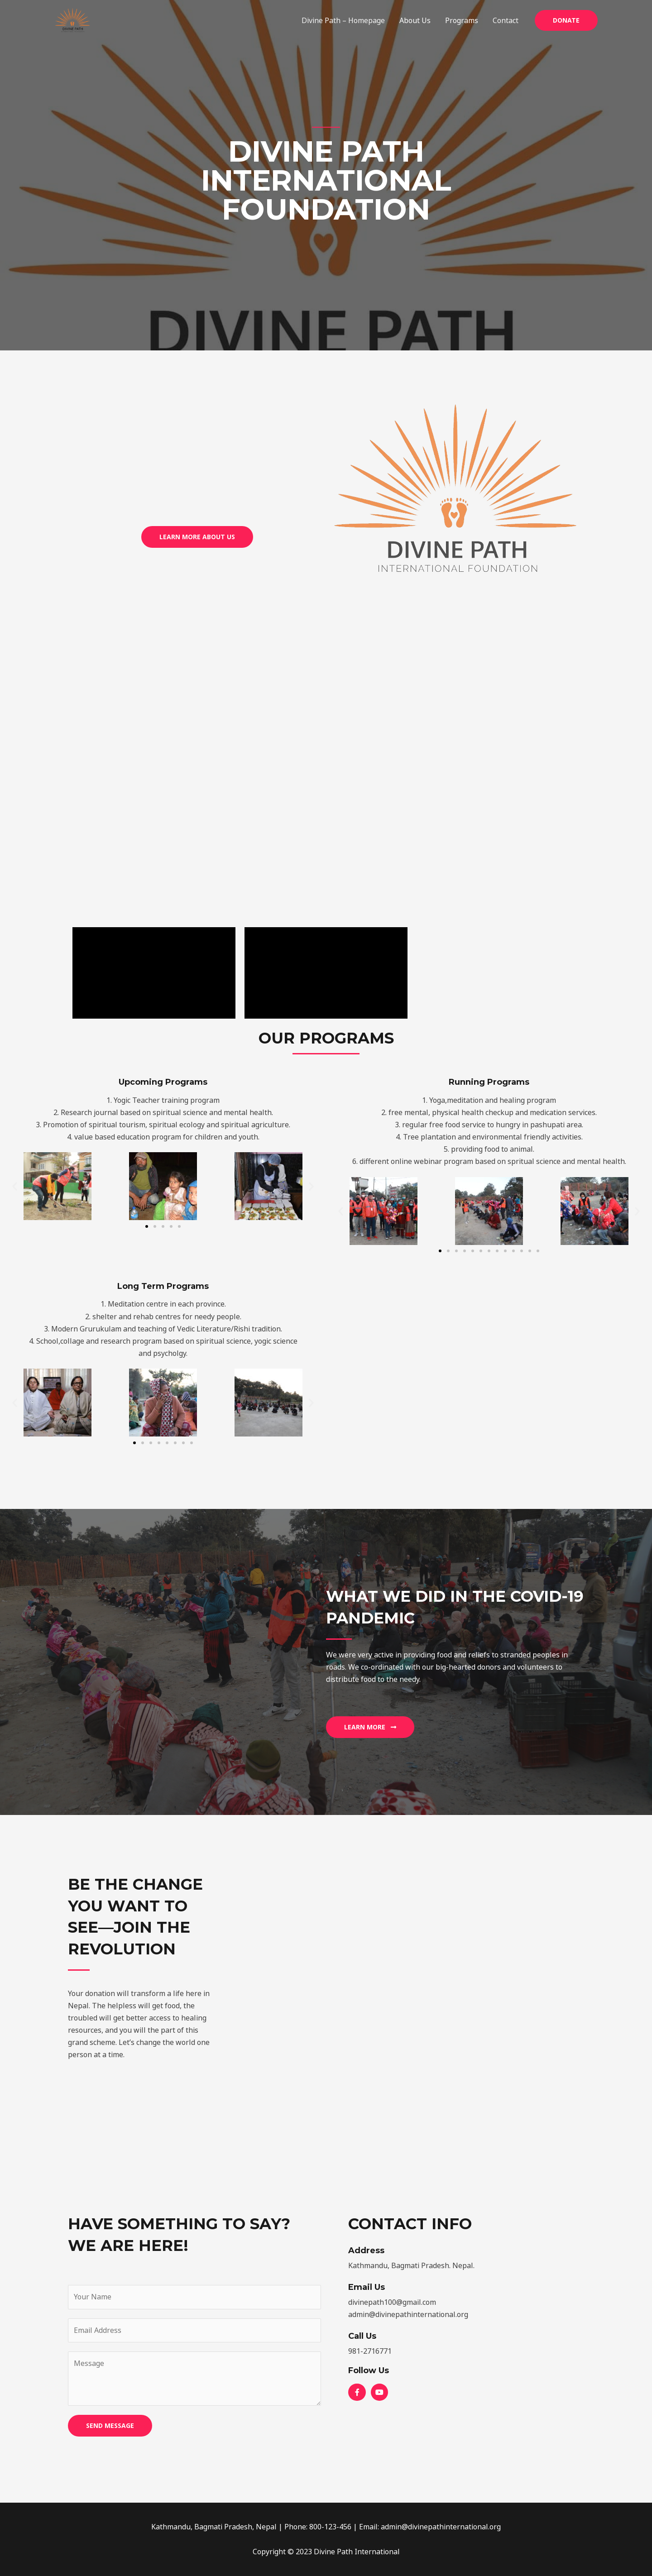 DIVINE PATH
Divine Path – Homepage
About Us
Programs
Contact
DONATE
DIVINE PATH
INTERNATIONAL
FOUNDATION
DIVINE PATH
LEARN MORE ABOUT US
DIVINE PATH
INTERNATIONAL FOUNDATION
OUR PROGRAMS
Upcoming Programs
1. Yogic Teacher training program
2. Research journal based on spiritual science and mental health.
3. Promotion of spiritual tourism, spiritual ecology and spiritual agriculture.
4. value based education program for children and youth.
Running Programs
1. Yoga,meditation and healing program
2. free mental, physical health checkup and medication services.
3. regular free food service to hungry in pashupati area.
4. Tree plantation and environmental friendly activities.
5. providing food to animal.
6. different online webinar program based on spritual science and mental health.
Long Term Programs
1. Meditation centre in each province.
2. shelter and rehab centres for needy people.
3. Modern Grurukulam and teaching of Vedic Literature/Rishi tradition.
4. School,collage and research program based on spiritual science, yogic science
and psycholgy.
WHAT WE DID IN THE COVID-19
PANDEMIC
We were very active in providing food and reliefs to stranded peoples in
roads. We co-ordinated with our big-hearted donors and volunteers to
distribute food to the needy.
LEARN MORE
BE THE CHANGE
YOU WANT TO
SEE—JOIN THE
REVOLUTION
Your donation will transform a life here in
Nepal. The helpless will get food, the
troubled will get better access to healing
resources, and you will the part of this
grand scheme. Let's change the world one
person at a time.
HAVE SOMETHING TO SAY?
WE ARE HERE!
Your Name
Email Address
Message
SEND MESSAGE
CONTACT INFO
Address
Kathmandu, Bagmati Pradesh. Nepal.
Email Us
divinepath100@gmail.com
admin@divinepathinternational.org
Call Us
981-2716771
Follow Us
Kathmandu, Bagmati Pradesh, Nepal | Phone: 800-123-456 | Email: admin@divinepathinternational.org
Copyright © 2023 Divine Path International